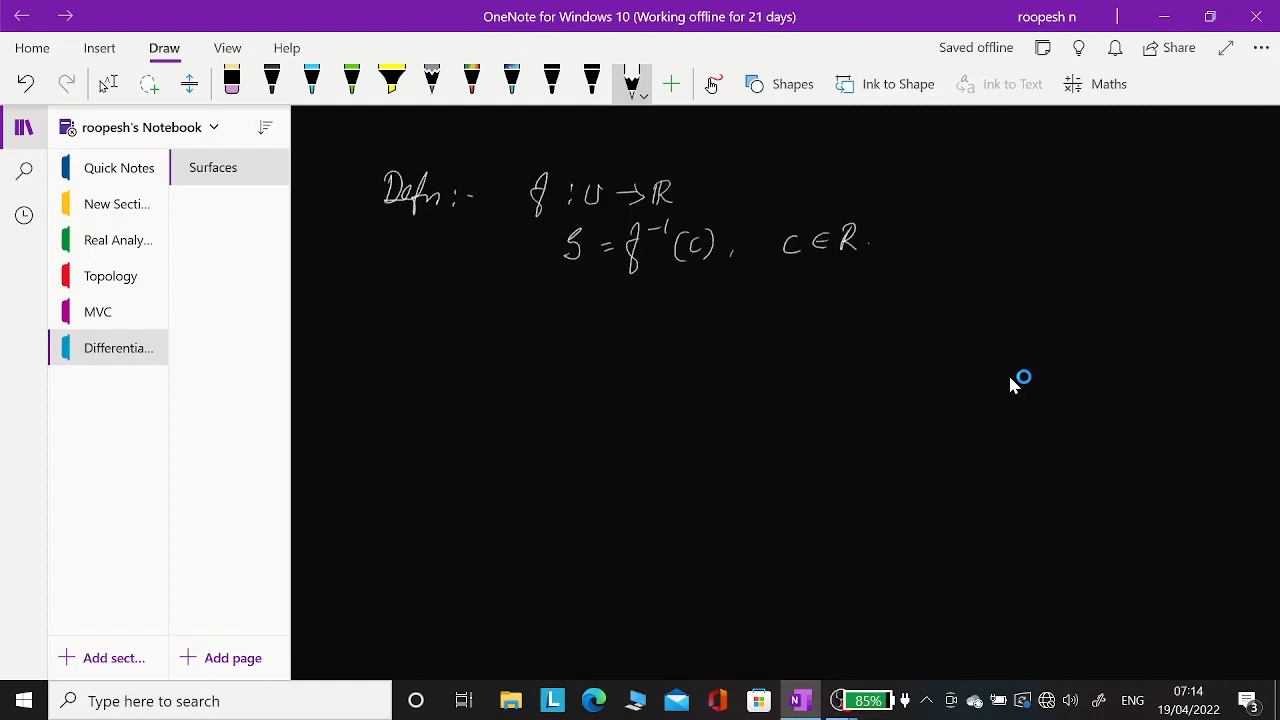 OneNote for Windows 10 (Working offline for 21 days)
roopesh n
Home Insert Draw View Help
Saved offline
Share
Shapes
Ink to Shape
Ink to Text
Maths
roopesh's Notebook
Quick Notes
New Secti...
Real Analy...
Topology
MVC
Differentia...
Surfaces
Defn:- f : U → ℝ
S = f⁻¹(c), c ∈ ℝ.
Add sect...
Add page
Type here to search
L
N
85%
ENG
07:14
19/04/2022
3